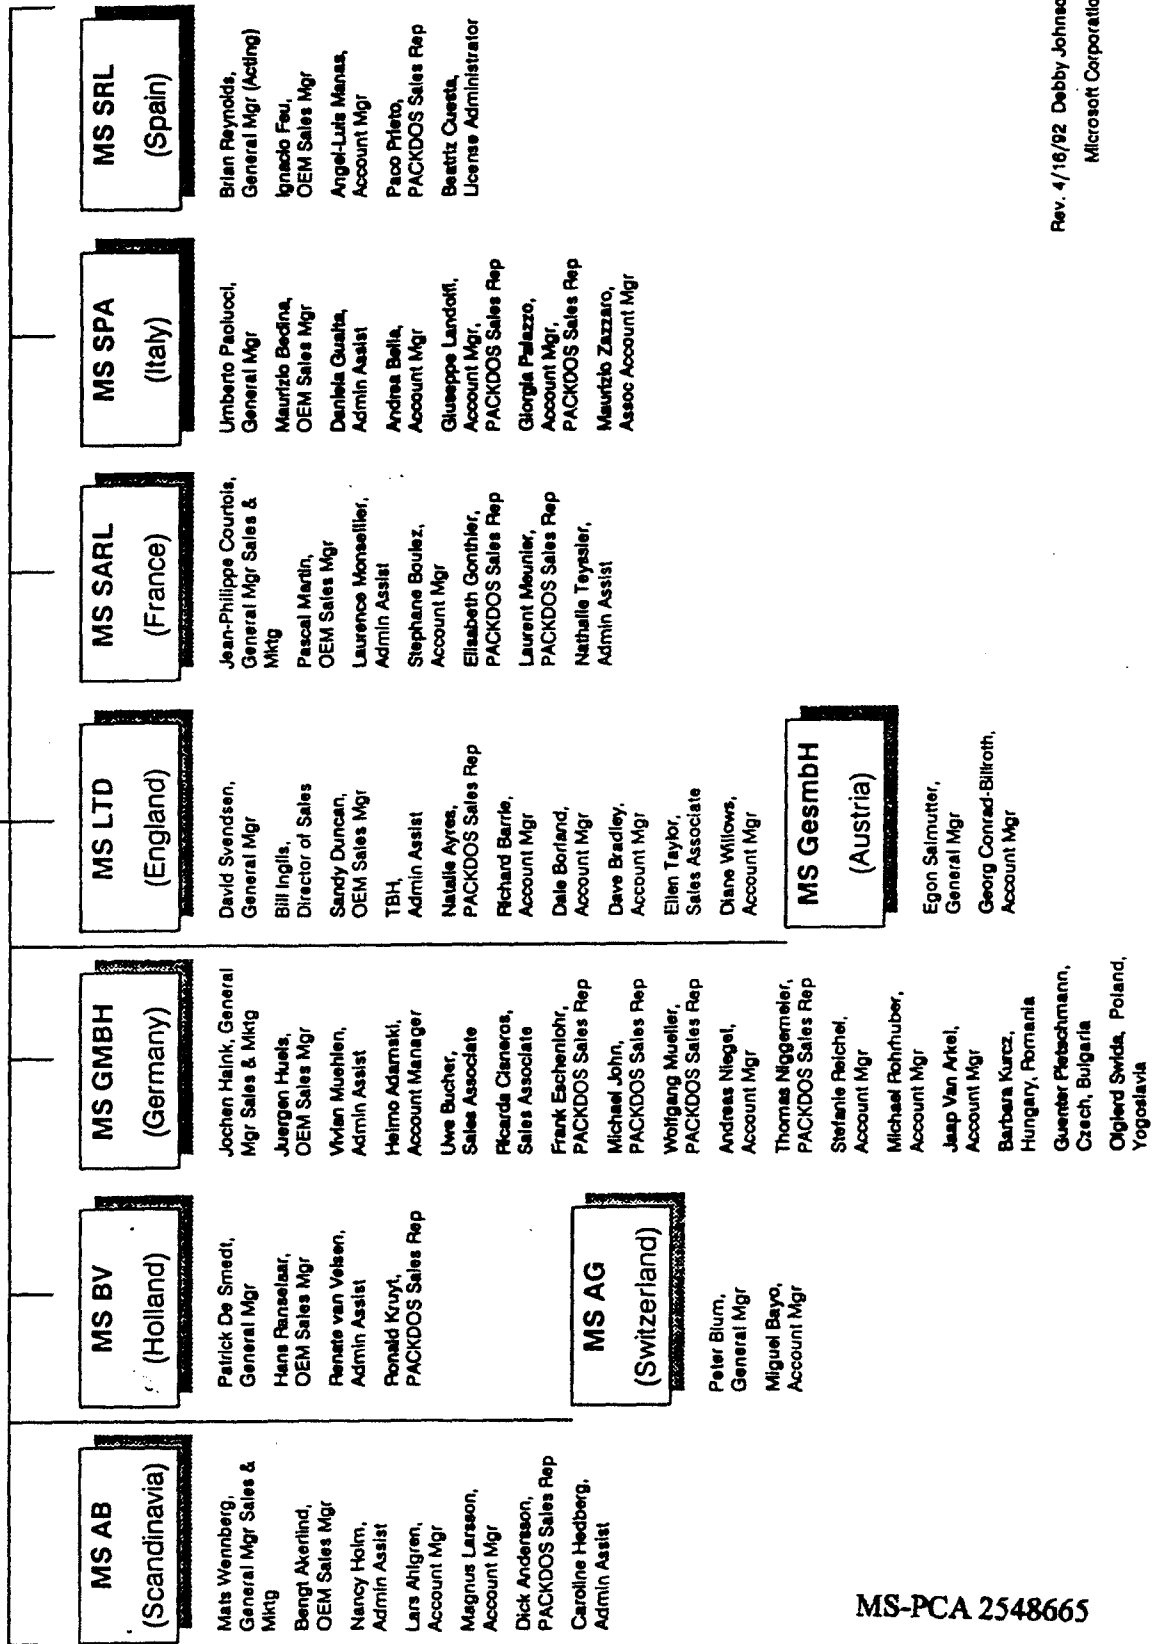 MS AB
(Scandinavia)
Mats Wennberg,
General Mgr Sales &
Mktg
Bengt Akerlind,
OEM Sales Mgr
Nancy Holm,
Admin Assist
Lars Ahlgren,
Account Mgr
Magnus Larsson,
Account Mgr
Dick Andersson,
PACKDOS Sales Rep
Caroline Hedberg,
Admin Assist
MS BV
(Holland)
Patrick De Smedt,
General Mgr
Hans Ranselaar,
OEM Sales Mgr
Renate van Velsen,
Admin Assist
Ronald Kruyt,
PACKDOS Sales Rep
MS AG
(Switzerland)
Peter Blum,
General Mgr
Miguel Bayo,
Account Mgr
MS GMBH
(Germany)
Jochen Haink, General
Mgr Sales & Mktg
Juergen Huels,
OEM Sales Mgr
Vivian Muehlen,
Admin Assist
Heimo Adamski,
Account Manager
Uwe Bucher,
Sales Associate
Ricarda Cisneros,
Sales Associate
Frank Eschenlohr,
PACKDOS Sales Rep
Michael John,
PACKDOS Sales Rep
Wolfgang Mueller,
PACKDOS Sales Rep
Andreas Niegel,
Account Mgr
Thomas Niggemeier,
PACKDOS Sales Rep
Stefanie Reichel,
Account Mgr
Michael Rohrhuber,
Account Mgr
Jaap Van Arkel,
Account Mgr
Barbara Kurcz,
Hungary, Romania
Guenter Pietschmann,
Czech, Bulgaria
Olgierd Swida, Poland,
Yogoslavia
MS LTD
(England)
David Svendsen,
General Mgr
Bill Inglis,
Director of Sales
Sandy Duncan,
OEM Sales Mgr
TBH,
Admin Assist
Natalie Ayres,
PACKDOS Sales Rep
Richard Barrie,
Account Mgr
Dale Borland,
Account Mgr
Dave Bradley,
Account Mgr
Ellen Taylor,
Sales Associate
Diane Willows,
Account Mgr
MS GesmbH
(Austria)
Egon Salmutter,
General Mgr
Georg Conrad-Billroth,
Account Mgr
MS SARL
(France)
Jean-Philippe Courtois,
General Mgr Sales &
Mktg
Pascal Martin,
OEM Sales Mgr
Laurence Monsellier,
Admin Assist
Stephane Boulez,
Account Mgr
Elisabeth Gonthier,
PACKDOS Sales Rep
Laurent Meunier,
PACKDOS Sales Rep
Nathalie Teyssier,
Admin Assist
MS SPA
(Italy)
Umberto Paolucci,
General Mgr
Maurizio Bedina,
OEM Sales Mgr
Daniela Gualta,
Admin Assist
Andrea Bella,
Account Mgr
Giuseppe Landolfi,
Account Mgr,
PACKDOS Sales Rep
Giorgia Palazzo,
Account Mgr,
PACKDOS Sales Rep
Maurizio Zazzaro,
Assoc Account Mgr
MS SRL
(Spain)
Brian Reynolds,
General Mgr (Acting)
Ignacio Feu,
OEM Sales Mgr
Angel-Luis Manas,
Account Mgr
Paco Prieto,
PACKDOS Sales Rep
Beatriz Cuesta,
License Administrator
Rev. 4/16/92 Debby Johnso
Microsoft Corporatio
MS-PCA 2548665